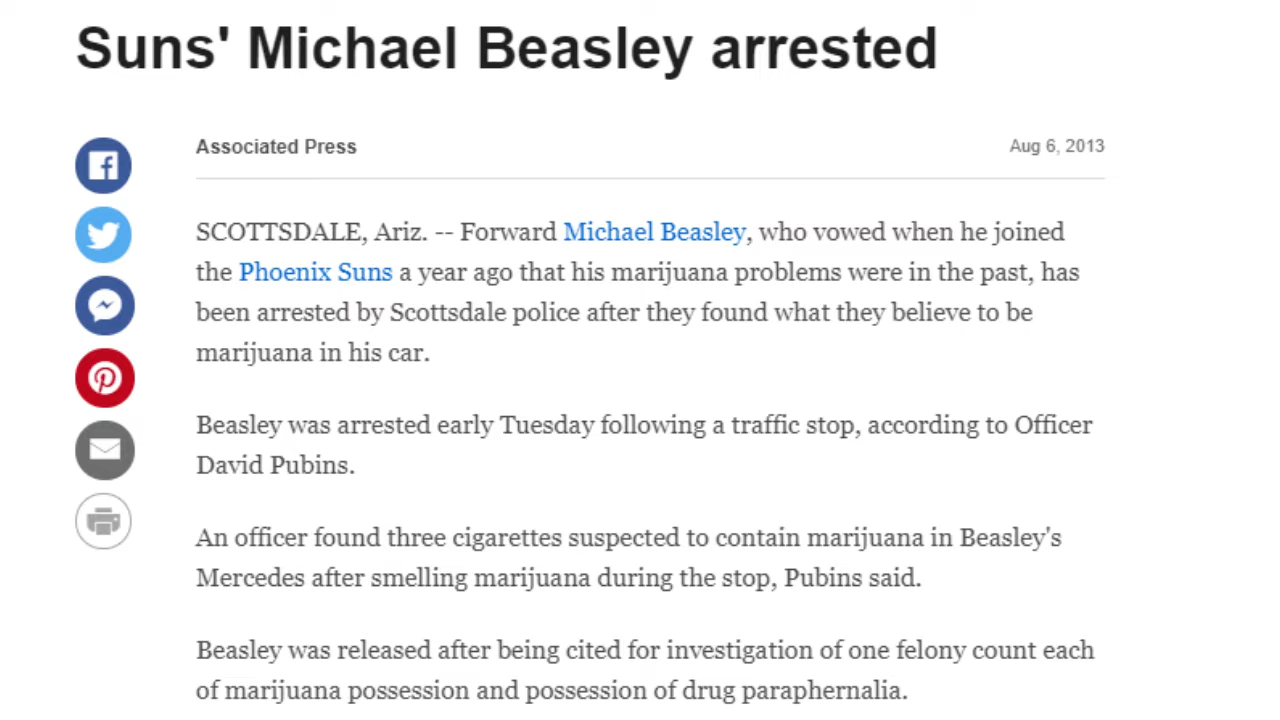 Suns' Michael Beasley arrested
Associated Press
Aug 6, 2013
SCOTTSDALE, Ariz. -- Forward Michael Beasley, who vowed when he joined
the Phoenix Suns a year ago that his marijuana problems were in the past, has
been arrested by Scottsdale police after they found what they believe to be
marijuana in his car.
Beasley was arrested early Tuesday following a traffic stop, according to Officer
David Pubins.
An officer found three cigarettes suspected to contain marijuana in Beasley's
Mercedes after smelling marijuana during the stop, Pubins said.
Beasley was released after being cited for investigation of one felony count each
of marijuana possession and possession of drug paraphernalia.